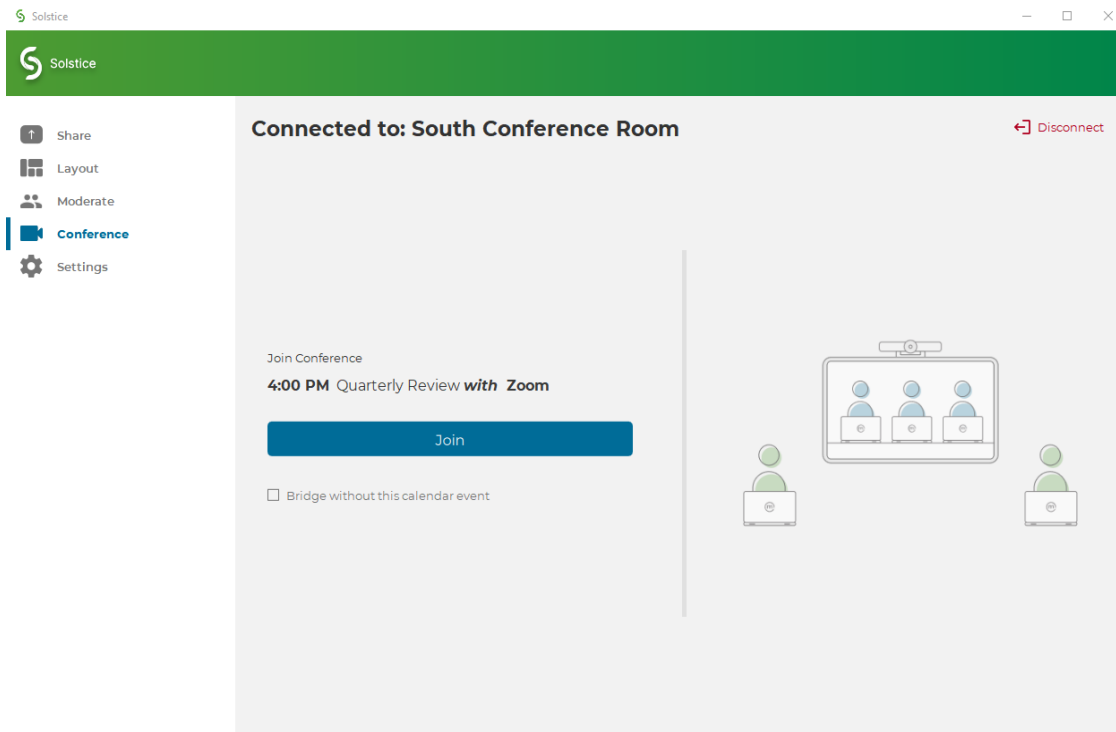 Solstice
Solstice
Connected to: South Conference Room
Disconnect
Share
Layout
Moderate
Conference
Settings
Join Conference
4:00 PM Quarterly Review with Zoom
Join
Bridge without this calendar event